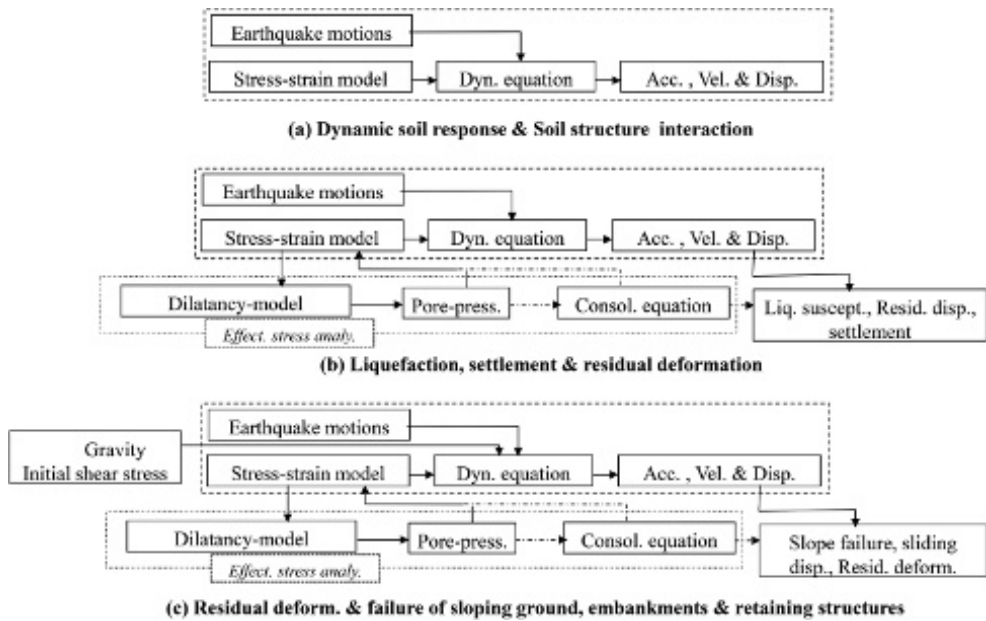 Earthquake motions
Stress-strain model
Dyn. equation
Acc. , Vel. & Disp.
(a) Dynamic soil response & Soil structure interaction
Earthquake motions
Stress-strain model
Dyn. equation
Acc. , Vel. & Disp.
Dilatancy-model
Pore-press.
Consol. equation
Liq. suscept., Resid. disp.,
settlement
Effect. stress analy.
(b) Liquefaction, settlement & residual deformation
Earthquake motions
Gravity
Initial shear stress
Stress-strain model
Dyn. equation
Acc. , Vel. & Disp.
Dilatancy-model
Pore-press.
Consol. equation
Slope failure, sliding
disp., Resid. deform.
Effect. stress analy.
(c) Residual deform. & failure of sloping ground, embankments & retaining structures